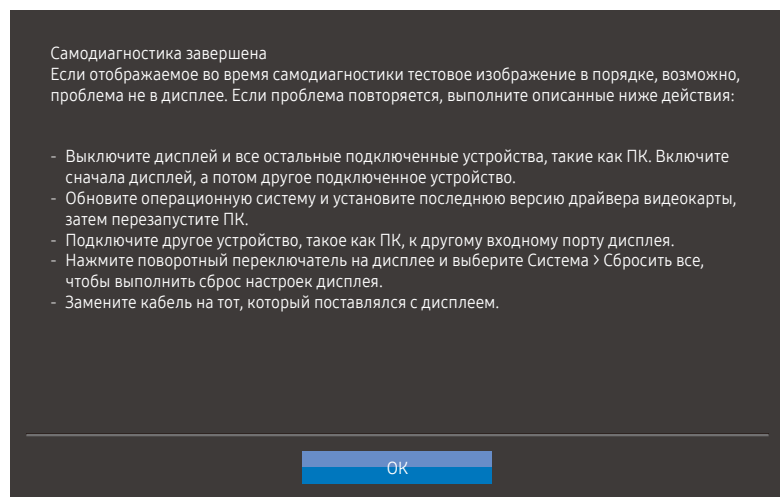 Самодиагностика завершена
Если отображаемое во время самодиагностики тестовое изображение в порядке, возможно,
проблема не в дисплее. Если проблема повторяется, выполните описанные ниже действия:
- Выключите дисплей и все остальные подключенные устройства, такие как ПК. Включите
сначала дисплей, а потом другое подключенное устройство.
- Обновите операционную систему и установите последнюю версию драйвера видеокарты,
затем перезапустите ПК.
- Подключите другое устройство, такое как ПК, к другому входному порту дисплея.
- Нажмите поворотный переключатель на дисплее и выберите Система > Сбросить все,
чтобы выполнить сброс настроек дисплея.
- Замените кабель на тот, который поставлялся с дисплеем.
ОК